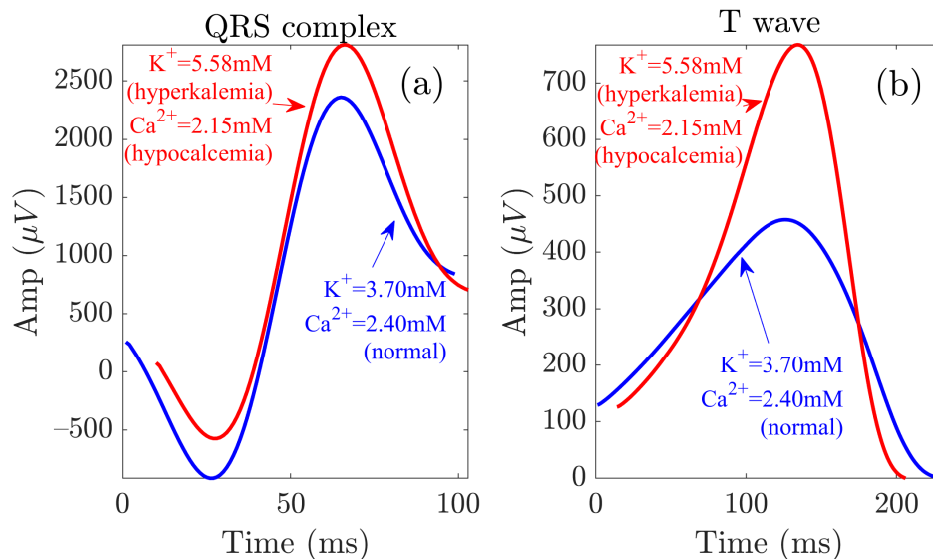 QRS complex
(a)
K⁺=5.58mM
(hyperkalemia)
Ca²⁺=2.15mM
(hypocalcemia)
K⁺=3.70mM
Ca²⁺=2.40mM
(normal)
2500
2000
1500
1000
500
0
−500
Amp (μV)
0
50
100
Time (ms)
T wave
(b)
K⁺=5.58mM
(hyperkalemia)
Ca²⁺=2.15mM
(hypocalcemia)
K⁺=3.70mM
Ca²⁺=2.40mM
(normal)
700
600
500
400
300
200
100
0
Amp (μV)
0
100
200
Time (ms)